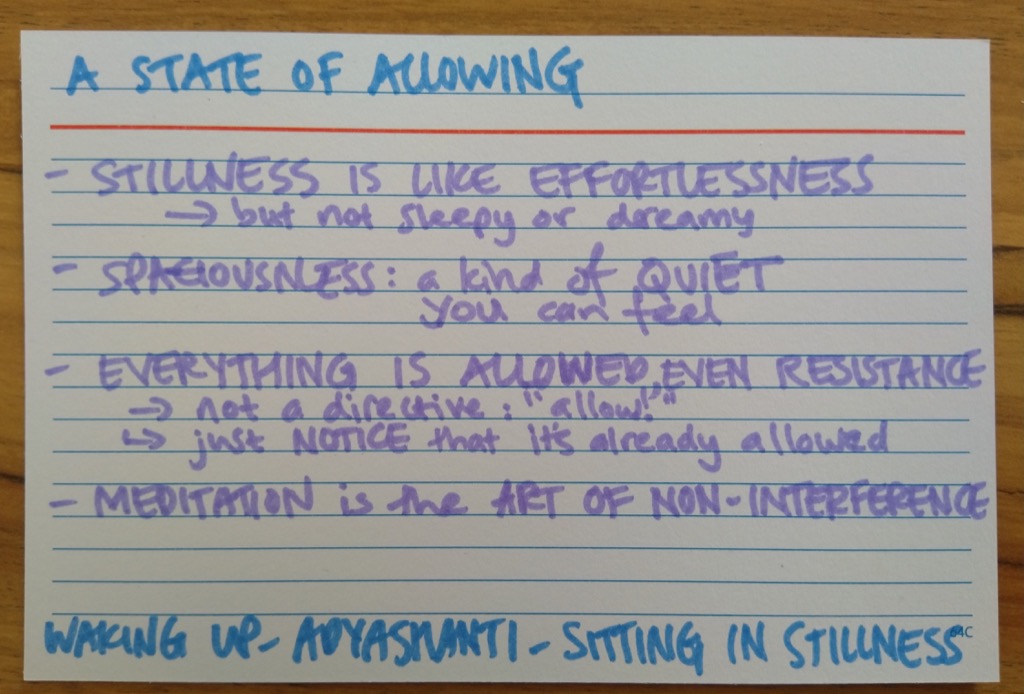 A STATE OF ALLOWING
- STILLNESS IS LIKE EFFORTLESSNESS
→ but not sleepy or dreamy
- SPACIOUSNESS: a kind of QUIET
you can feel
- EVERYTHING IS ALLOWED, EVEN RESISTANCE
→ not a directive: "allow!"
↳ just NOTICE that it's already allowed
- MEDITATION is the ART OF NON-INTERFERENCE
WAKING UP - ADYASHANTI - SITTING IN STILLNESS